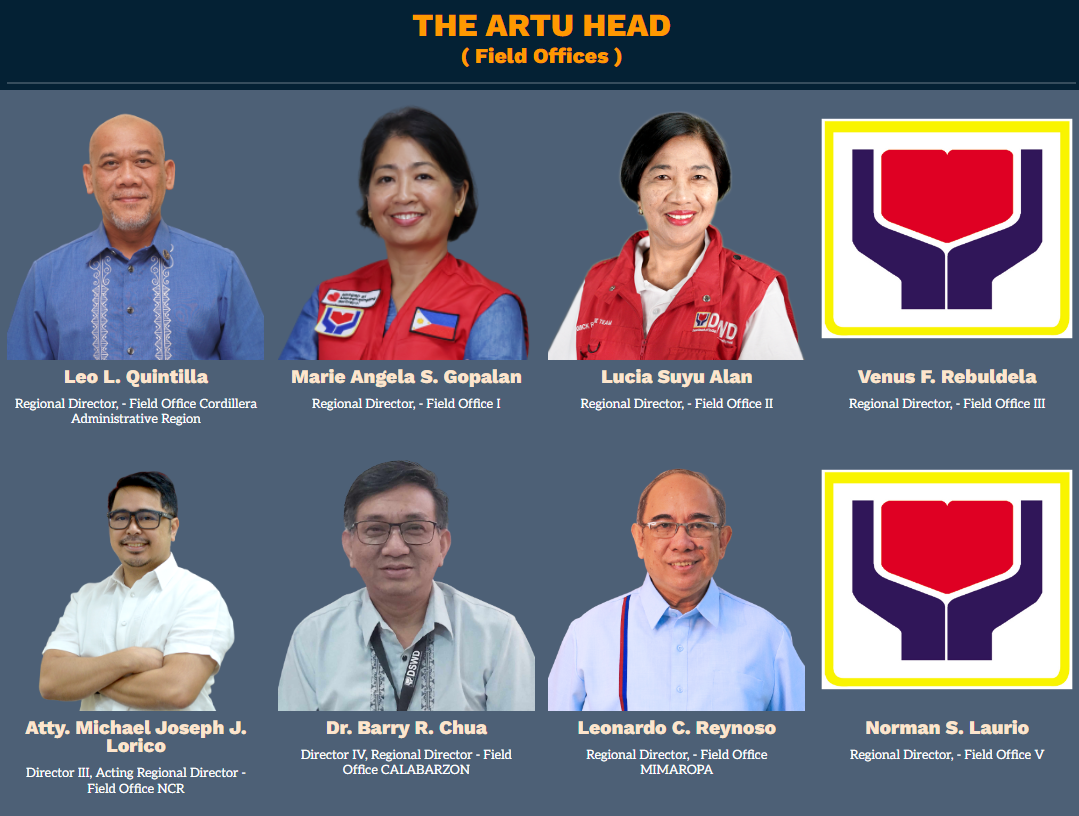 THE ARTU HEAD
( Field Offices )
DSWD
Leo L. Quintilla
Marie Angela S. Gopalan
Lucia Suyu Alan
Venus F. Rebuldela
Regional Director, - Field Office Cordillera
Administrative Region
Regional Director, - Field Office I
Regional Director, - Field Office II
Regional Director, - Field Office III
DSWD
Atty. Michael Joseph J.
Lorico
Dr. Barry R. Chua
Leonardo C. Reynoso
Norman S. Laurio
Director III, Acting Regional Director -
Field Office NCR
Director IV, Regional Director - Field
Office CALABARZON
Regional Director, - Field Office
MIMAROPA
Regional Director, - Field Office V